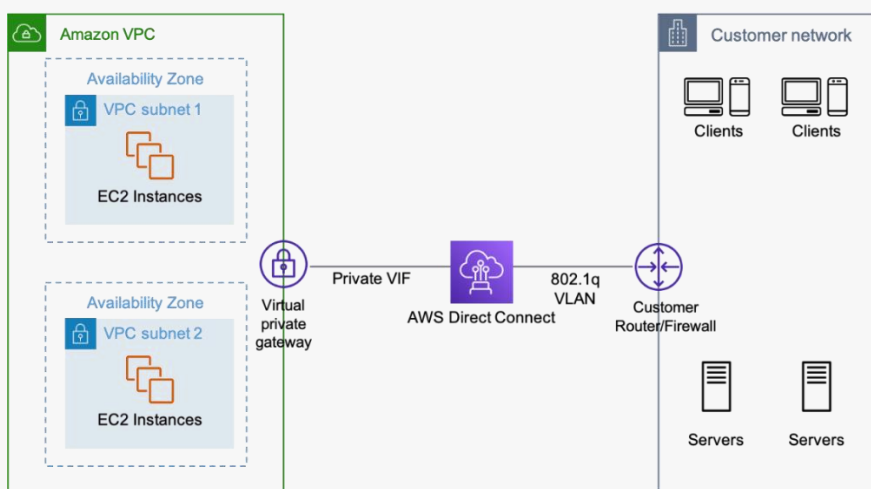 Amazon VPC
Availability Zone
VPC subnet 1
EC2 Instances
Availability Zone
VPC subnet 2
EC2 Instances
Virtual
private
gateway
Private VIF
AWS Direct Connect
802.1q
VLAN
Customer
Router/Firewall
Customer network
Clients
Clients
Servers
Servers